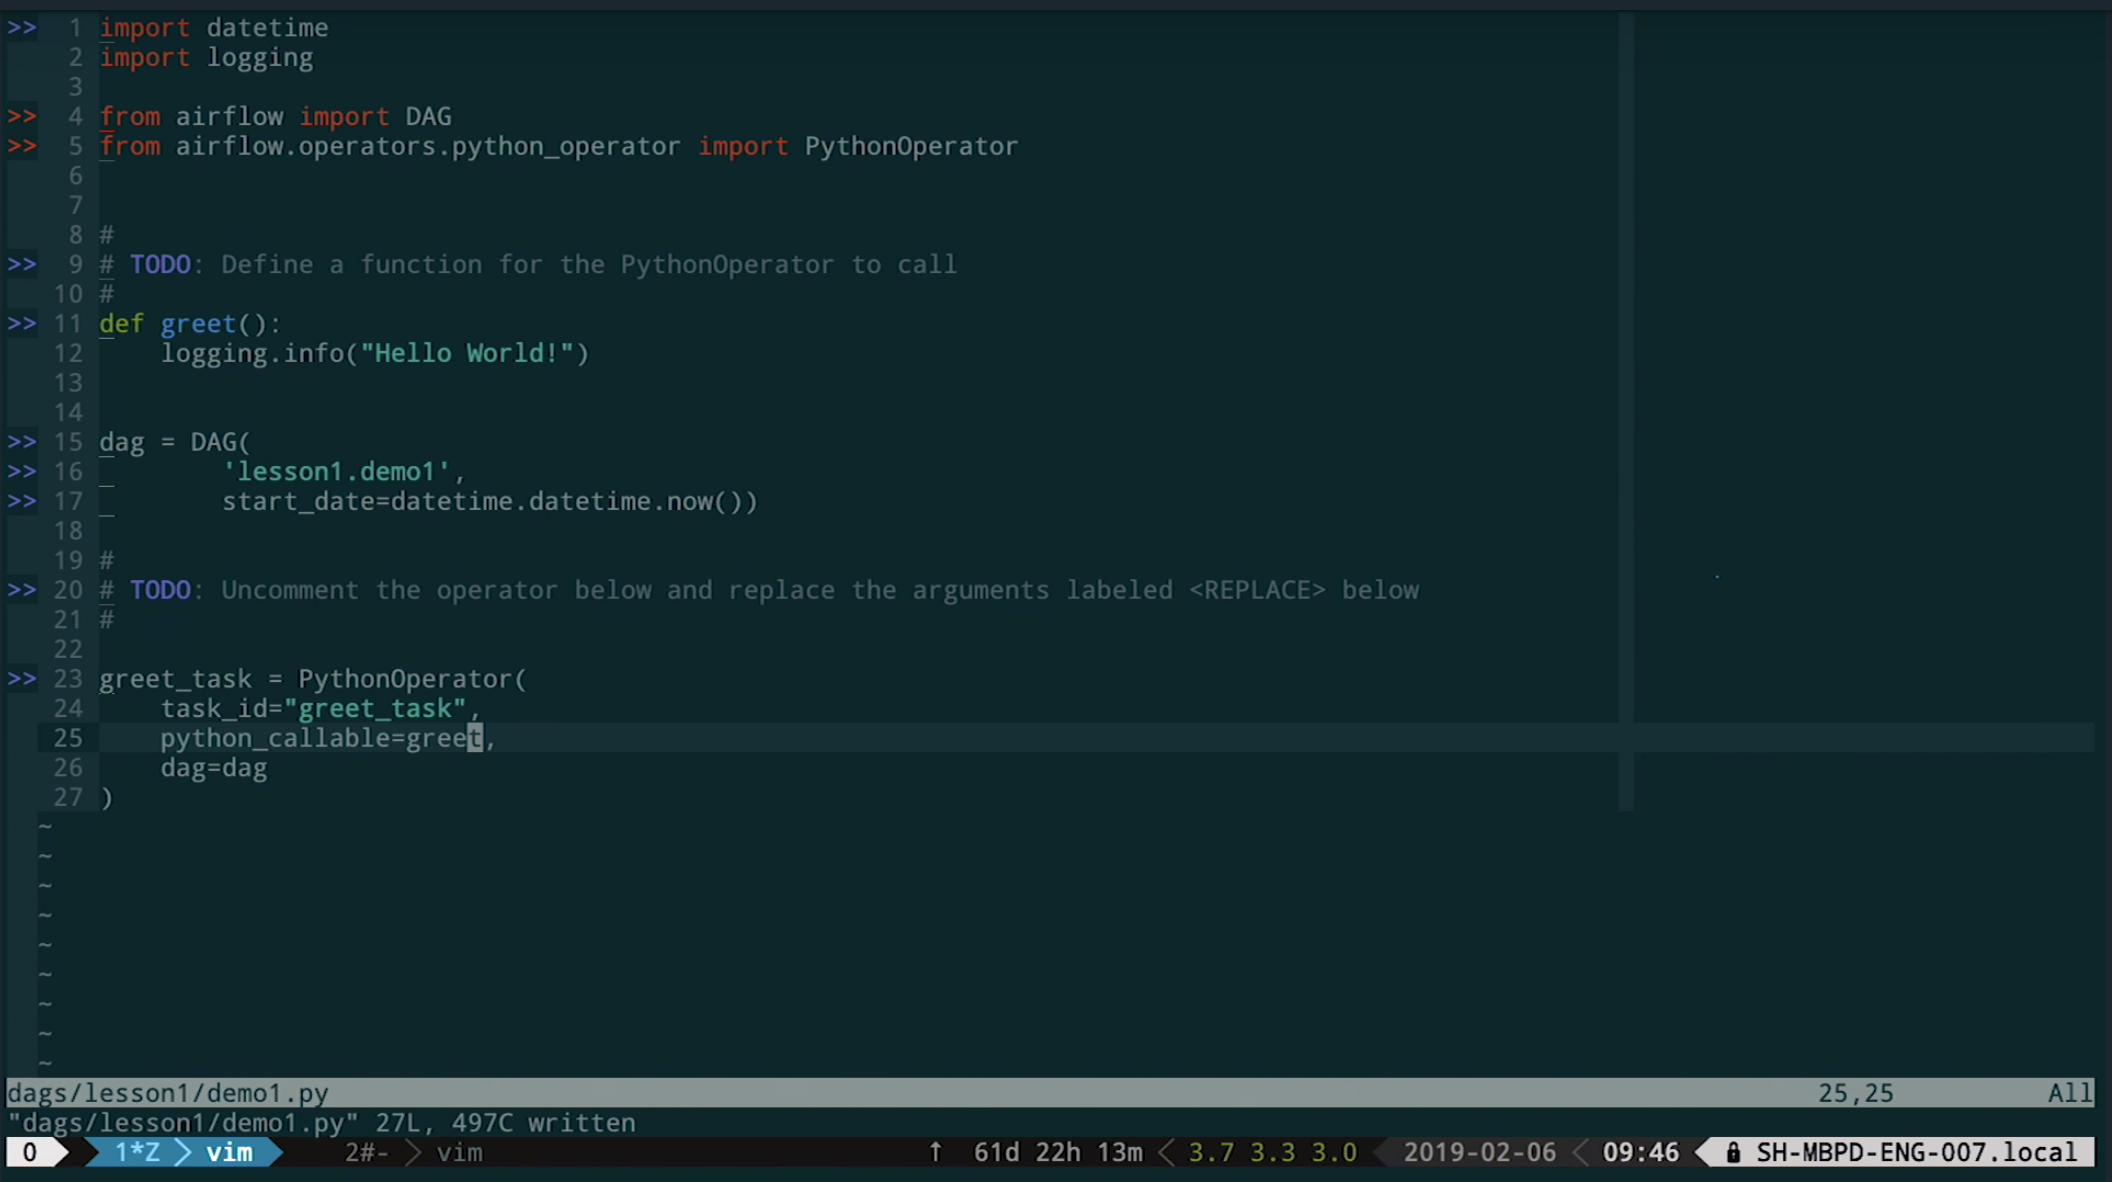 >> 1 import datetime
2 import logging
3
>> 4 from airflow import DAG
>> 5 from airflow.operators.python_operator import PythonOperator
6
7
8 #
>> 9 # TODO: Define a function for the PythonOperator to call
10 #
>> 11 def greet():
12     logging.info("Hello World!")
13
14
>> 15 dag = DAG(
>> 16         'lesson1.demo1',
>> 17         start_date=datetime.datetime.now())
18
19 #
>> 20 # TODO: Uncomment the operator below and replace the arguments labeled <REPLACE> below
21 #
22
>> 23 greet_task = PythonOperator(
24     task_id="greet_task",
25     python_callable=greet,
26     dag=dag
27 )
~
~
~
~
~
~
~
~
~
dags/lesson1/demo1.py 25,25 All
"dags/lesson1/demo1.py" 27L, 497C written
0 1*Z vim 2#- vim ↑ 61d 22h 13m 3.7 3.3 3.0 2019-02-06 09:46 SH-MBPD-ENG-007.local